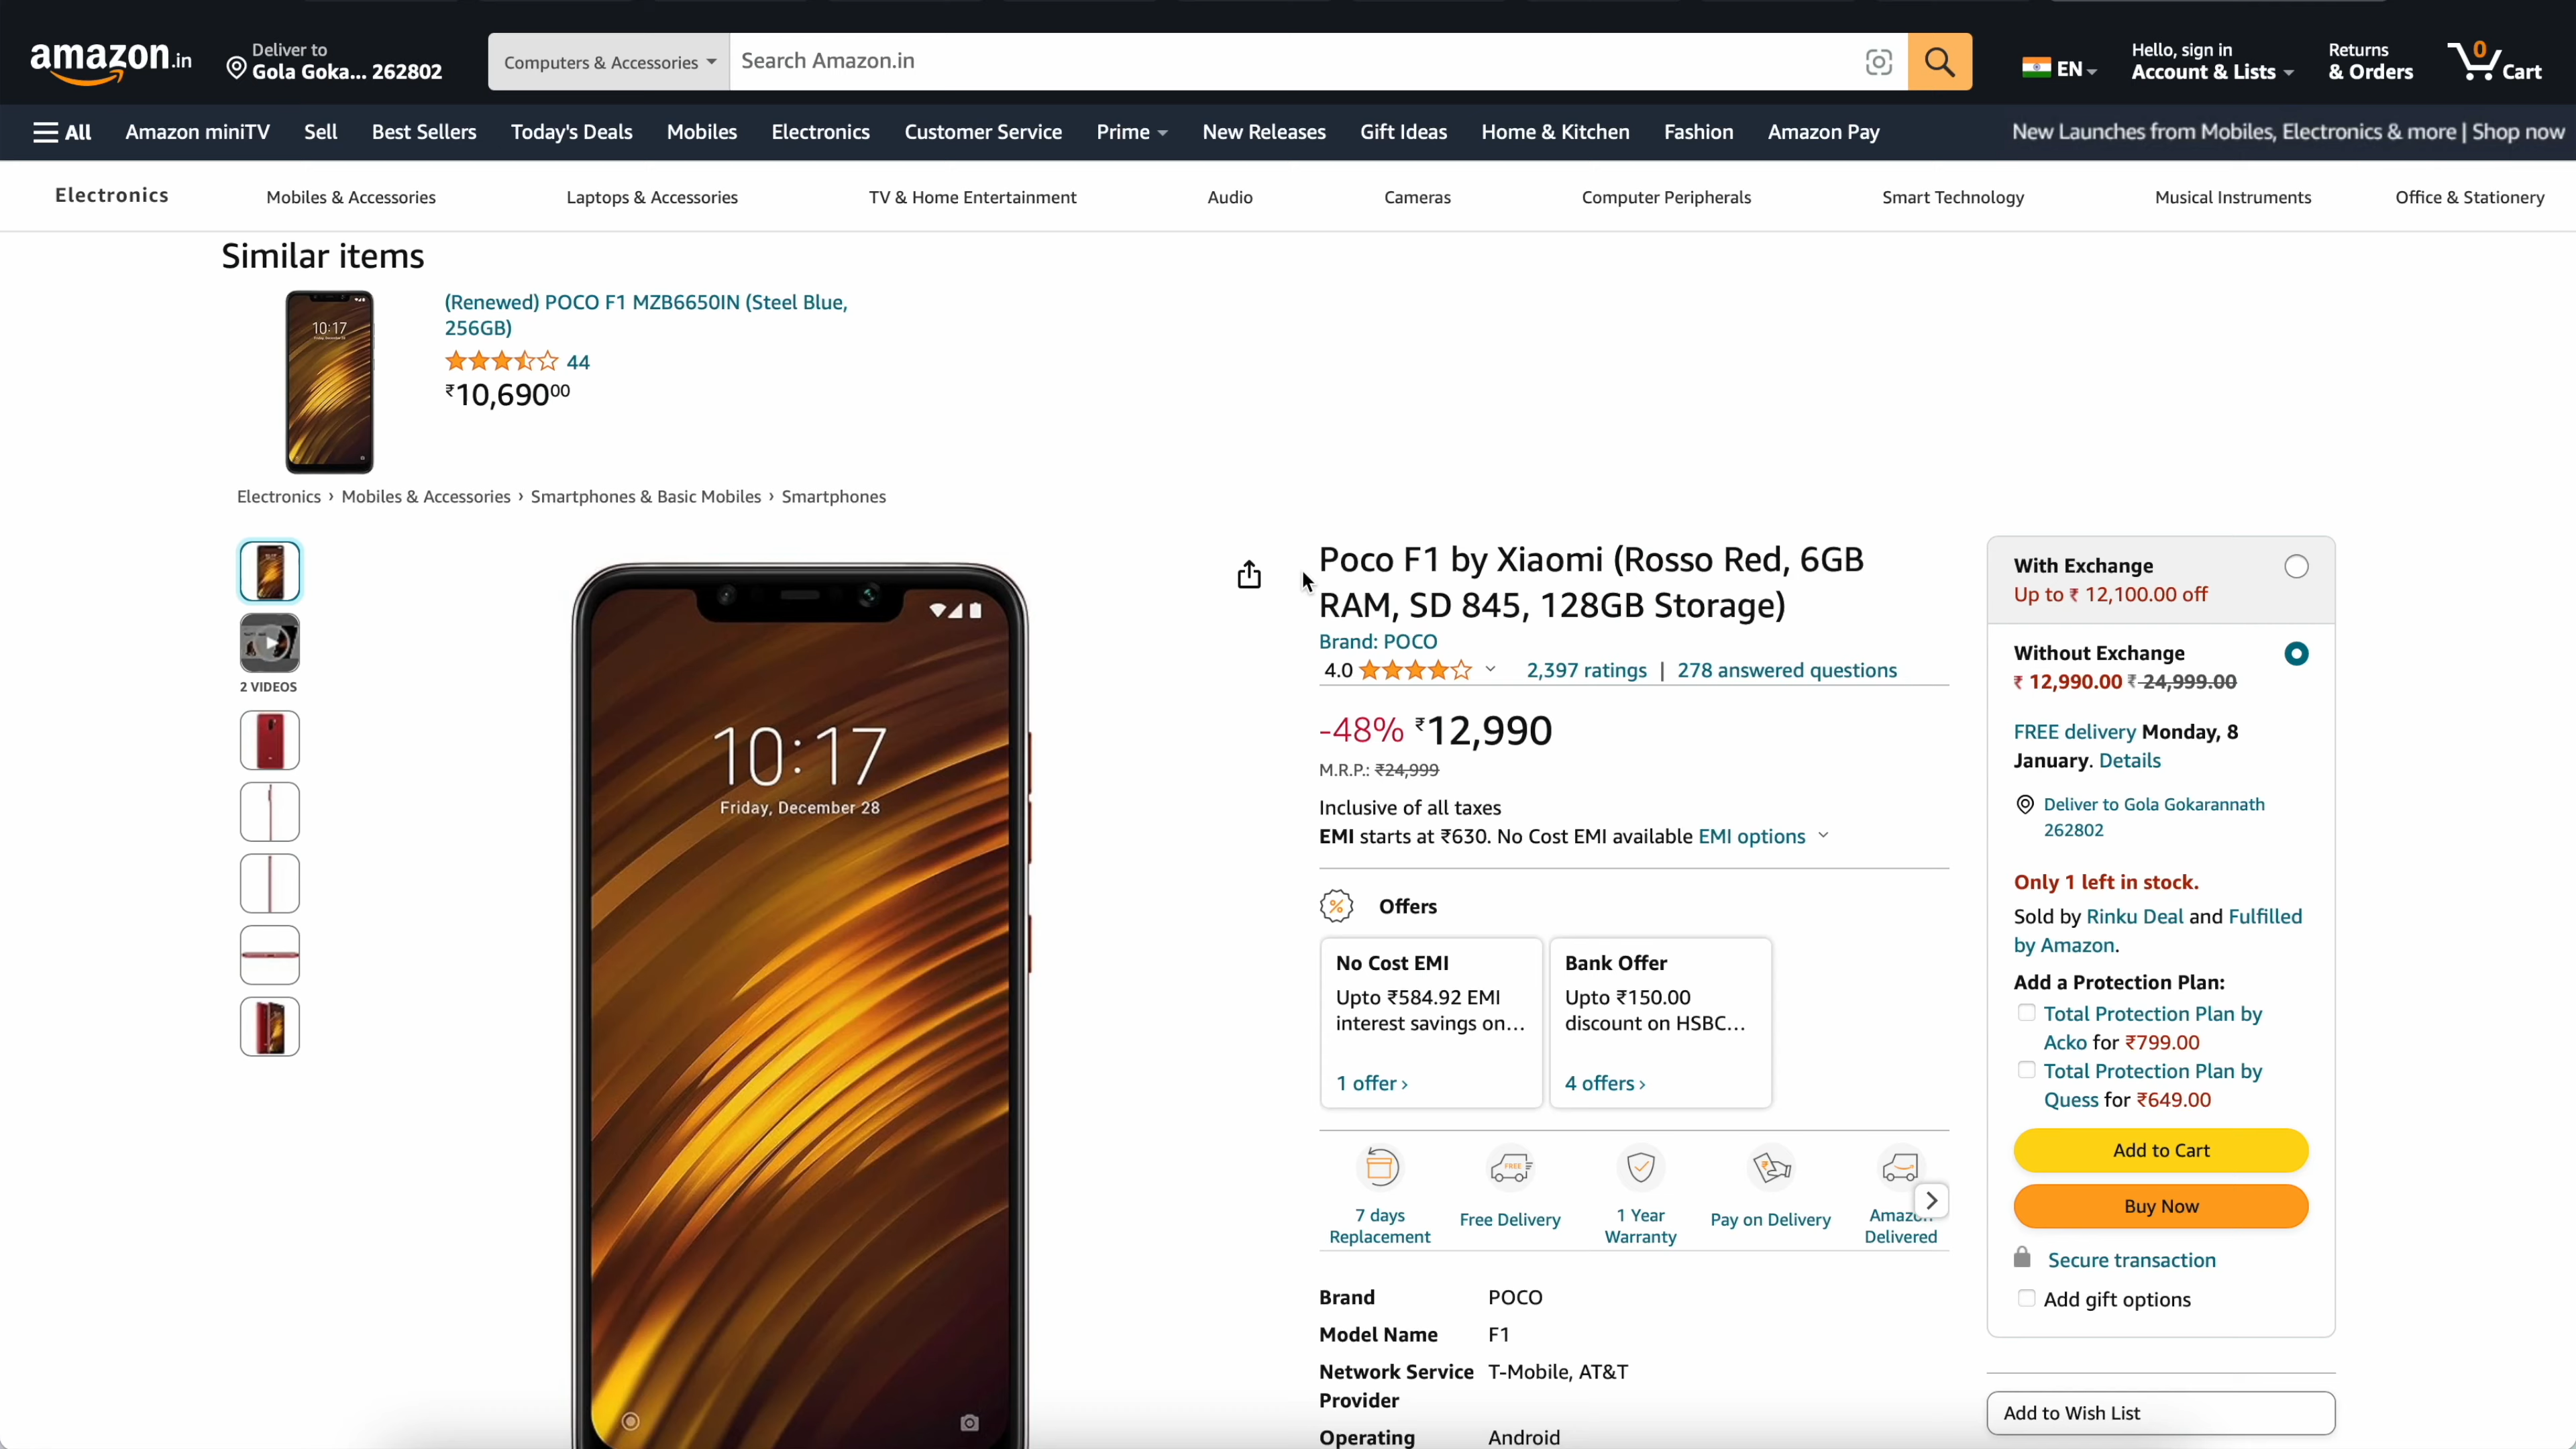 amazon.in
Deliver to
Gola Goka... 262802
Computers & Accessories
Search Amazon.in
EN
Hello, sign in
Account & Lists
Returns
& Orders
0
Cart
All
Amazon miniTV
Sell
Best Sellers
Today's Deals
Mobiles
Electronics
Customer Service
Prime
New Releases
Gift Ideas
Home & Kitchen
Fashion
Amazon Pay
New Launches from Mobiles, Electronics & more | Shop now
Electronics
Mobiles & Accessories
Laptops & Accessories
TV & Home Entertainment
Audio
Cameras
Computer Peripherals
Smart Technology
Musical Instruments
Office & Stationery
Similar items
(Renewed) POCO F1 MZB6650IN (Steel Blue,
256GB)
44
₹10,69000
10:17
Electronics › Mobiles & Accessories › Smartphones & Basic Mobiles › Smartphones
2 VIDEOS
10:17
Friday, December 28
Poco F1 by Xiaomi (Rosso Red, 6GB
RAM, SD 845, 128GB Storage)
Brand: POCO
4.0
2,397 ratings | 278 answered questions
-48% ₹12,990
M.R.P.: ₹24,999
Inclusive of all taxes
EMI starts at ₹630. No Cost EMI available EMI options
% Offers
No Cost EMI
Upto ₹584.92 EMI
interest savings on...
1 offer ›
Bank Offer
Upto ₹150.00
discount on HSBC...
4 offers ›
7 days
Replacement
FREE
Free Delivery
1 Year
Warranty
Pay on Delivery
Delivered
Brand POCO
Model Name F1
Network Service T-Mobile, AT&T
Provider
Operating Android
With Exchange
Up to ₹ 12,100.00 off
Without Exchange
₹ 12,990.00 ₹ 24,999.00
FREE delivery Monday, 8
January. Details
Deliver to Gola Gokarannath
262802
Only 1 left in stock.
Sold by Rinku Deal and Fulfilled
by Amazon.
Add a Protection Plan:
Total Protection Plan by
Acko for ₹799.00
Total Protection Plan by
Quess for ₹649.00
Add to Cart
Buy Now
Secure transaction
Add gift options
Add to Wish List